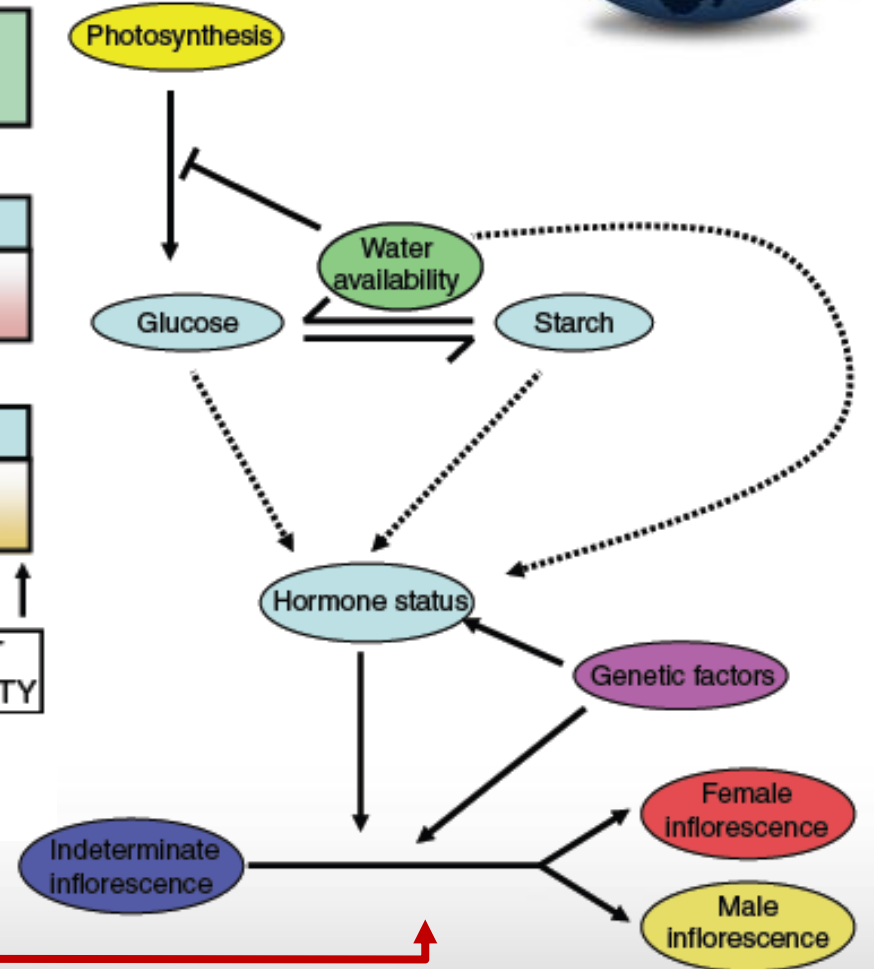 Photosynthesis
Water
availability
Glucose
Starch
Hormone status
Genetic factors
TY
Female
inflorescence
Indeterminate
inflorescence
Male
inflorescence